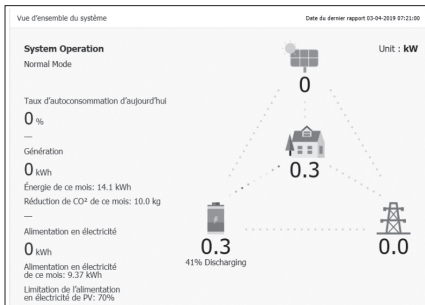 Vue d'ensemble du système
Date du dernier rapport 03-04-2019 07:21:00
System Operation
Unit : kW
Normal Mode
0
Taux d'autoconsommation d'aujourd'hui
0 %
—
Génération
0 kWh
0.3
Énergie de ce mois: 14.1 kWh
Réduction de CO² de ce mois: 10.0 kg
—
Alimentation en électricité
0 kWh
0.3
41% Discharging
0.0
Alimentation en électricité
de ce mois: 9.37 kWh
Limitation de l'alimentation
en électricité de PV: 70%